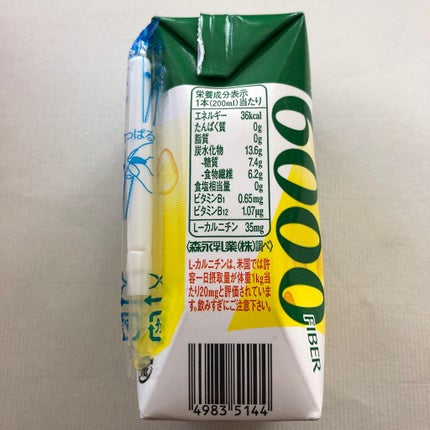 栄養成分表示
1本(200ml)当たり
エネルギー 36kcal
たんぱく質 0g
脂質 0g
炭水化物 13.6g
-糖質 7.4g
-食物繊維 6.2g
食塩相当量 0g
ビタミンB1 0.65mg
ビタミンB12 1.07μg
L-カルニチン 35mg
〈森永乳業(株)調べ〉
L-カルニチンは、米国では許
容一日摂取量が体重1kg当
たり20mgと評価されていま
す。飲みすぎにご注意下さい。
6000
FIBER
4983 5144